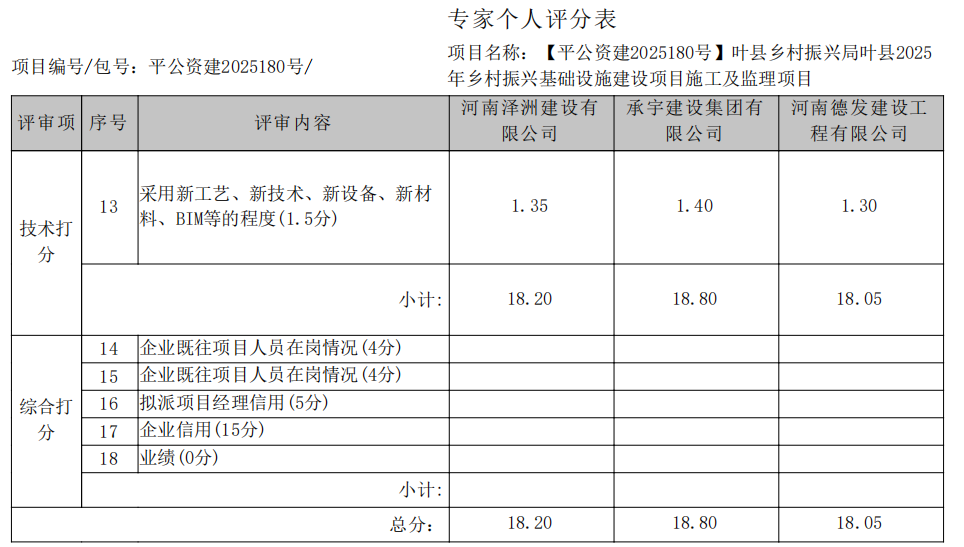 专家个人评分表
项目编号/包号: 平公资建2025180号/
项目名称: 【平公资建2025180号】叶县乡村振兴局叶县2025
年乡村振兴基础设施建设项目施工及监理项目
评审项 序号 评审内容 河南泽洲建设有 承宇建设集团有 河南德发建设工
限公司 限公司 程有限公司
技术打
分
13 采用新工艺、新技术、新设备、新材
料、BIM等的程度(1.5分) 1.35 1.40 1.30
小计: 18.20 18.80 18.05
综合打
分
14 企业既往项目人员在岗情况(4分)
15 企业既往项目人员在岗情况(4分)
16 拟派项目经理信用(5分)
17 企业信用(15分)
18 业绩(0分)
小计:
总分: 18.20 18.80 18.05